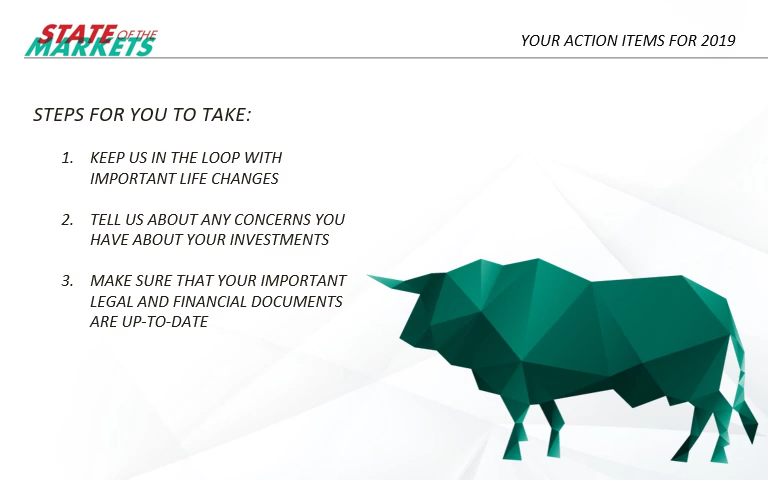 STATE OF THE
MARKETS
YOUR ACTION ITEMS FOR 2019
STEPS FOR YOU TO TAKE:
1. KEEP US IN THE LOOP WITH
IMPORTANT LIFE CHANGES
2. TELL US ABOUT ANY CONCERNS YOU
HAVE ABOUT YOUR INVESTMENTS
3. MAKE SURE THAT YOUR IMPORTANT
LEGAL AND FINANCIAL DOCUMENTS
ARE UP-TO-DATE